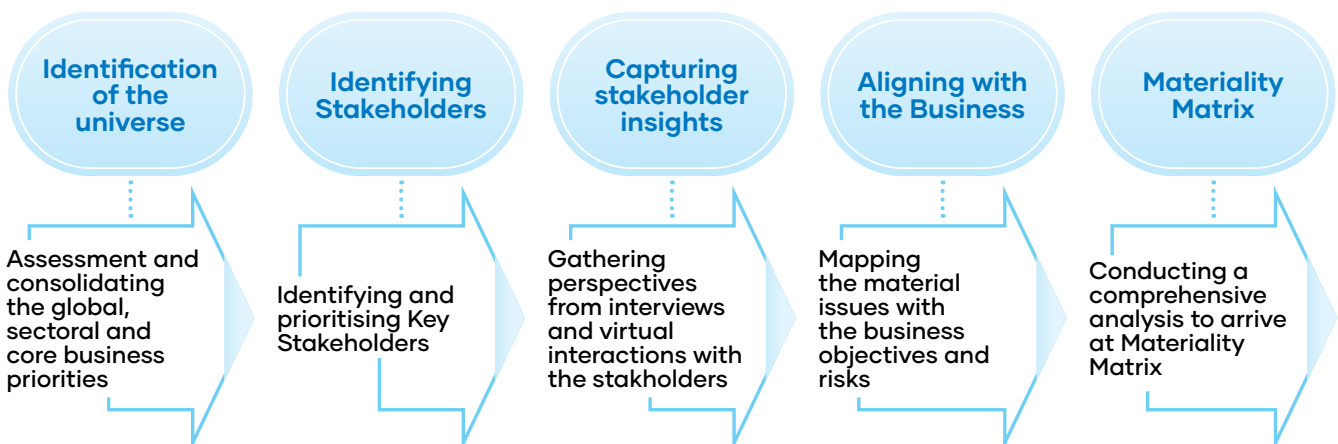 Identification
of the
universe
Identifying
Stakeholders
Capturing
stakeholder
insights
Aligning with
the Business
Materiality
Matrix
Assessment and
consolidating
the global,
sectoral and
core business
priorities
Identifying and
prioritising Key
Stakeholders
Gathering
perspectives
from interviews
and virtual
interactions with
the stakholders
Mapping
the material
issues with
the business
objectives and
risks
Conducting a
comprehensive
analysis to arrive
at Materiality
Matrix